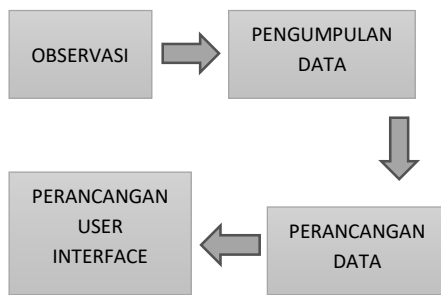 OBSERVASI
PENGUMPULAN
DATA
PERANCANGAN
DATA
PERANCANGAN
USER
INTERFACE